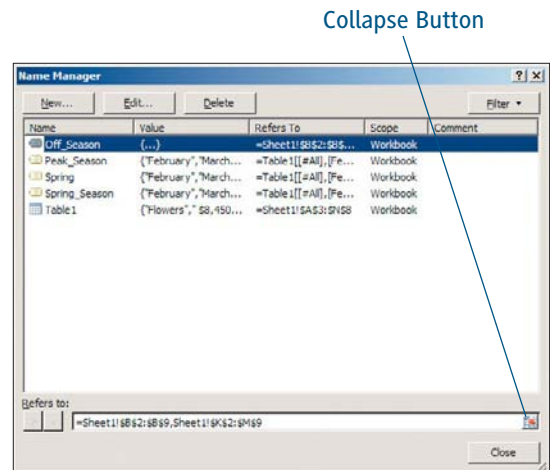 Collapse Button
Name Manager
New... Edit... Delete Filter
Name Value Refers To Scope Comment
Off_Season {...} =Sheet1!$B$2:$B$... Workbook
Peak_Season {"February","March... =Table1[[#All],[Fe... Workbook
Spring {"February","March... =Table1[[#All],[Fe... Workbook
Spring_Season {"February","March... =Table1[[#All],[Fe... Workbook
Table1 {"Flowers"," $8,450... =Sheet1!$A$3:$N$8 Workbook
Refers to:
=Sheet1!$B$2:$B$9,Sheet1!$K$2:$M$9
Close